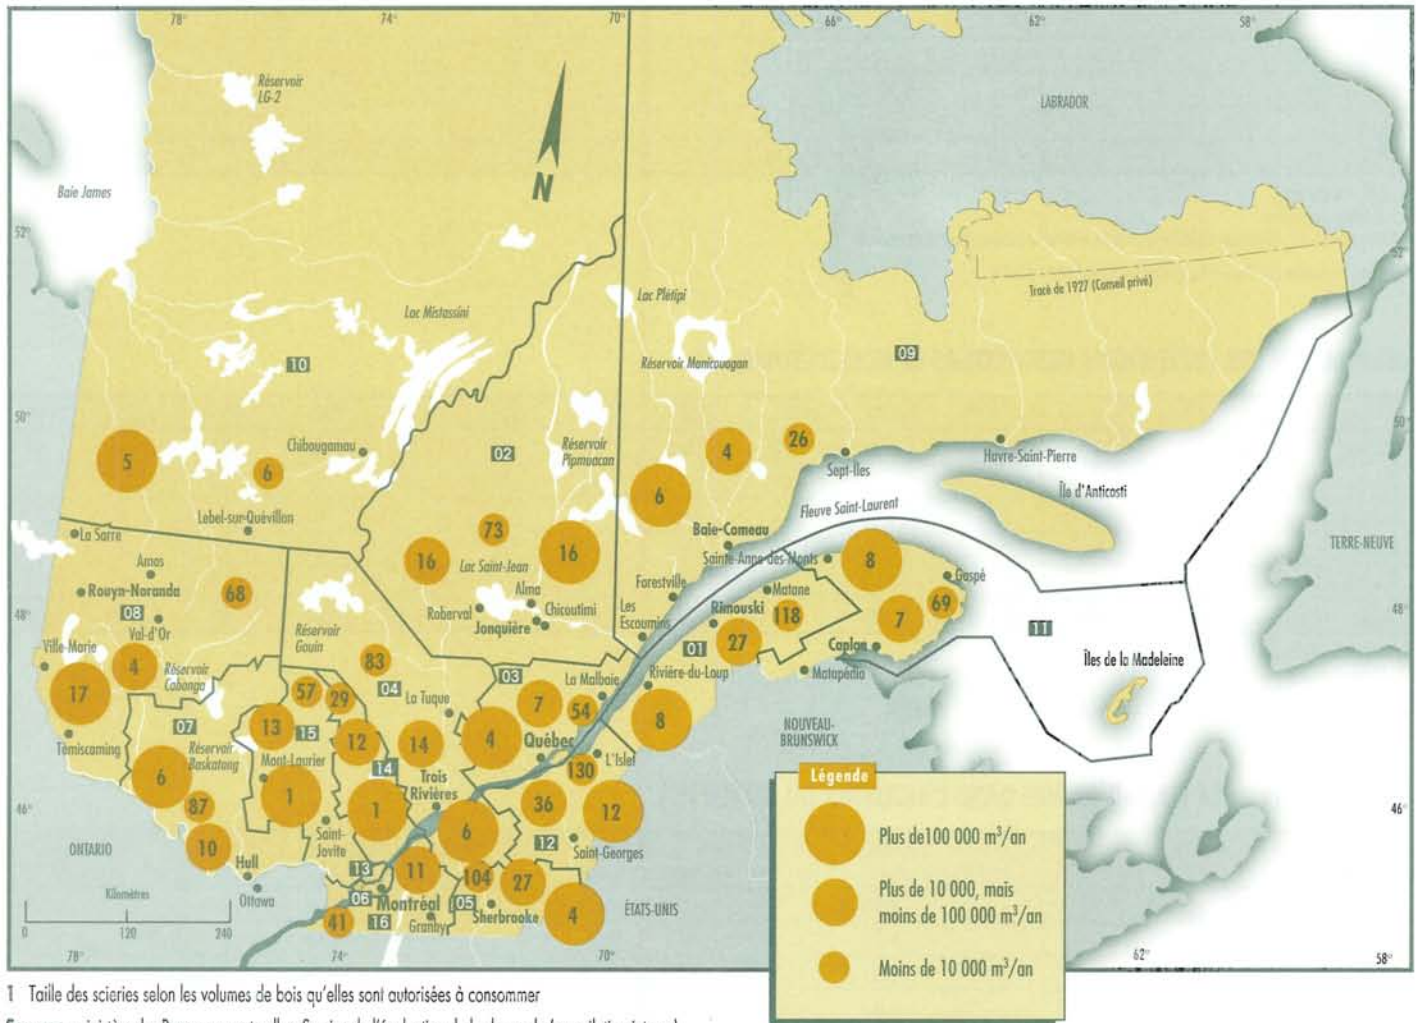 78°
74°
70°
66°
62°
58°
Réservoir
LG-2
LABRADOR
N
Baie James
52°
52°
Tracé de 1927 (Conseil privé)
Lac Plétipi
Lac Mistassini
Réservoir Manicouagan
09
10
50°
50°
Chibougamau
02
Réservoir
Pipmuacan
4
26
Sept-Îles
Havre-Saint-Pierre
5
6
6
Île d'Anticosti
Lebel-sur-Quévillon
Fleuve Saint-Laurent
La Sarre
73
Baie-Comeau
TERRE-NEUVE
16
Lac Saint-Jean
16
Sainte-Anne-des-Monts
8
Amos
Gaspé
Rouyn-Noranda
68
Alma
Forestville
Matane
69
08
Roberval
Chicoutimi
Les
Escoumins
Rimouski
118
7
48°
48°
Val-d'Or
Jonquière
27
11
Ville-Marie
Réservoir
Gouin
01
Caplan
4
Réservoir
Cabonga
83
03
La Malbaie
Rivière-du-Loup
Matapédia
Îles de la Madeleine
17
57
29
04
La Tuque
7
54
8
07
13
15
12
14
4
Québec
NOUVEAU-
BRUNSWICK
Témiscaming
Réservoir
Baskatong
Mont-Laurier
14
L'Islet
6
Trois
Rivières
130
Légende
87
1
1
36
12
46°
46°
Plus de100 000 m³/an
6
10
Saint-
Jovite
12
Saint-Georges
ONTARIO
Hull
13
11
104
27
Plus de 10 000, mais
moins de 100 000 m³/an
Kilomètres
Ottawa
06
Montréal
05
Sherbrooke
4
ÉTATS-UNIS
41
16
Granby
0
120
240
Moins de 10 000 m³/an
78°
74°
70°
62°
58°
1 Taille des scieries selon les volumes de bois qu'elles sont autorisées à consommer